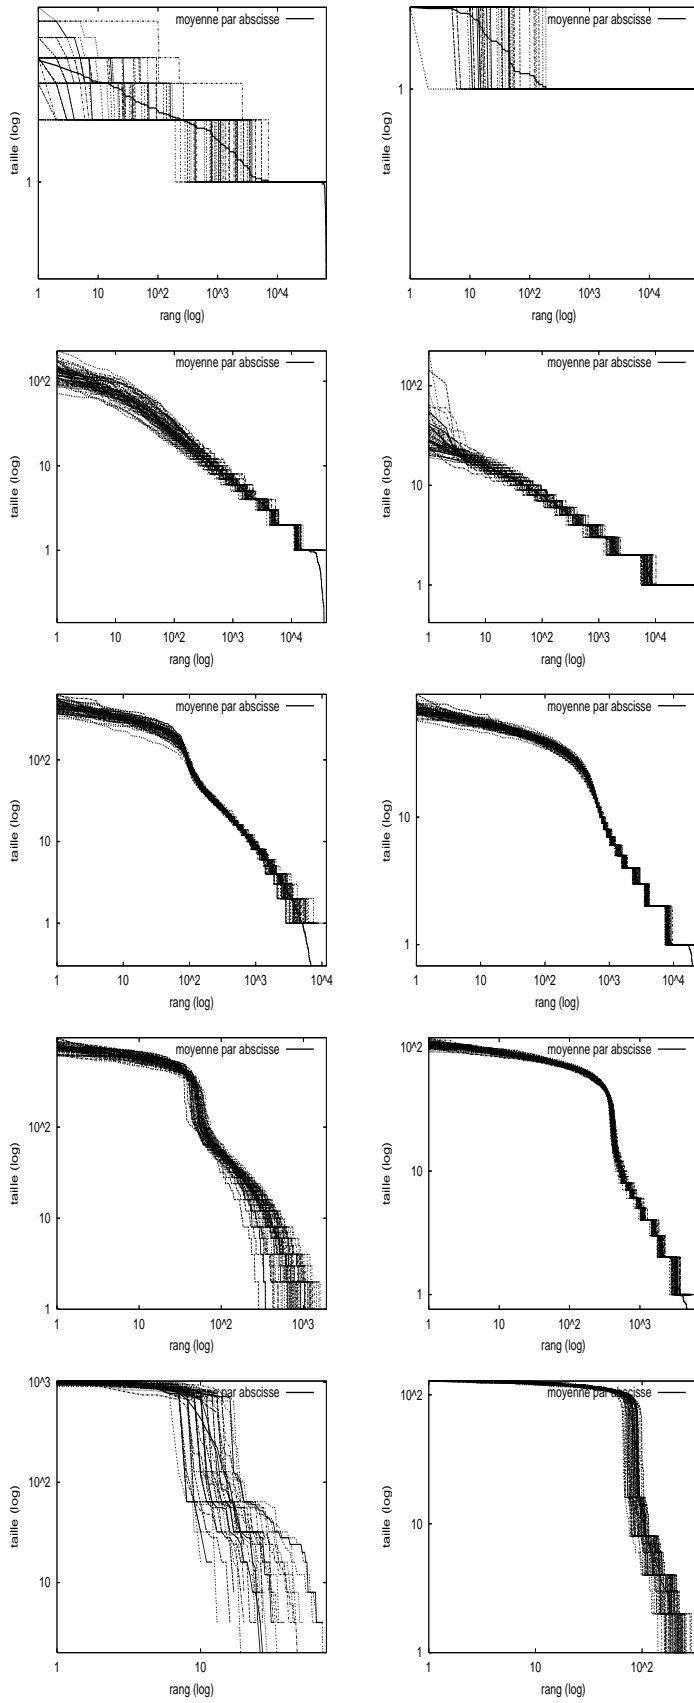 moyenne par abscisse
taille (log)
1
1 10 10^2 10^3 10^4
rang (log)
moyenne par abscisse
taille (log)
1
1 10 10^2 10^3 10^4
rang (log)
moyenne par abscisse
taille (log)
10^2
10
1
1 10 10^2 10^3 10^4
rang (log)
moyenne par abscisse
taille (log)
10^2
10
1
1 10 10^2 10^3 10^4
rang (log)
moyenne par abscisse
taille (log)
10^2
10
1
1 10 10^2 10^3 10^4
rang (log)
moyenne par abscisse
taille (log)
10
1
1 10 10^2 10^3 10^4
rang (log)
moyenne par abscisse
taille (log)
10^2
10
1
1 10 10^2 10^3
rang (log)
moyenne par abscisse
taille (log)
10^2
10
1
1 10 10^2 10^3
rang (log)
moyenne par abscisse
taille (log)
10^3
10^2
10
1 10
rang (log)
moyenne par abscisse
taille (log)
10^2
10
1
1 10 10^2
rang (log)